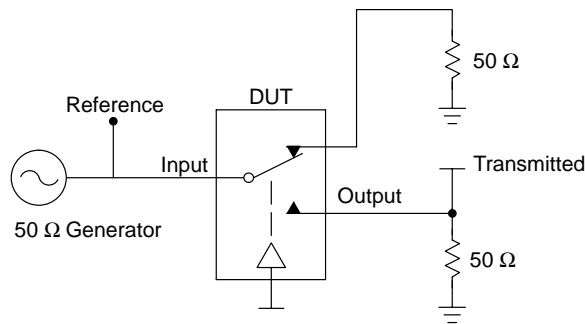 50 Ω
Reference
DUT
Input
Transmitted
Output
50 Ω Generator
50 Ω